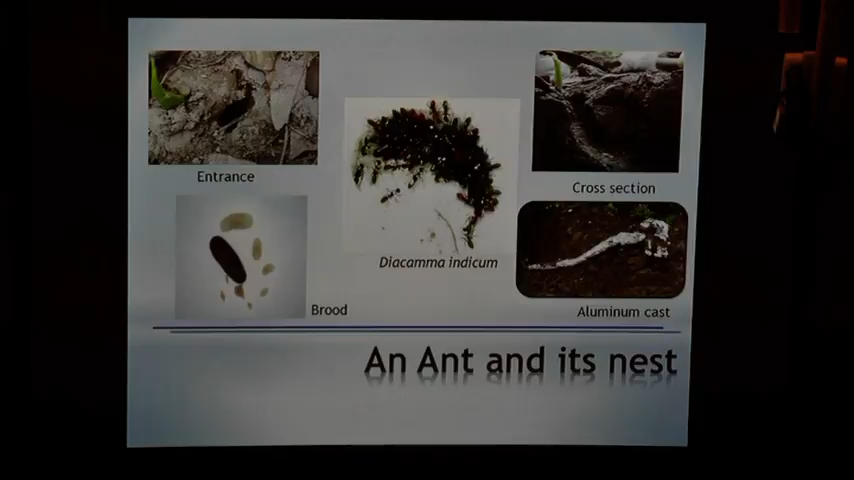 Entrance
Cross section
Diacamma indicum
Brood
Aluminum cast
An Ant and its nest